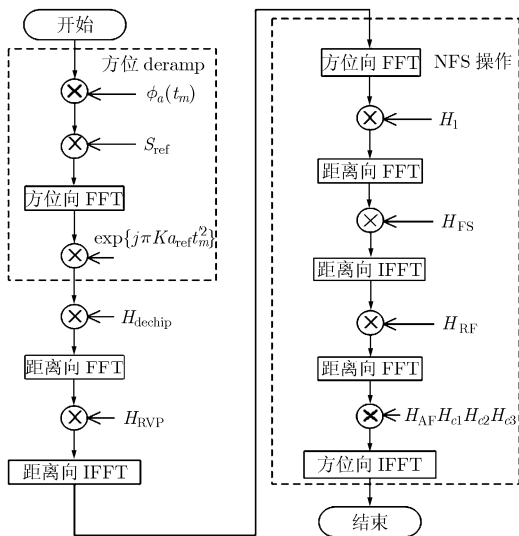 开始
方位 deramp
ϕa(tm)
Sref
方位向 FFT
exp{jπKa_ref t'm²}
Hdechip
距离向 FFT
HRVP
距离向 IFFT
方位向 FFT
NFS 操作
H1
距离向 FFT
HFS
距离向 IFFT
HRF
距离向 FFT
HAFHc1Hc2Hc3
方位向 IFFT
结束